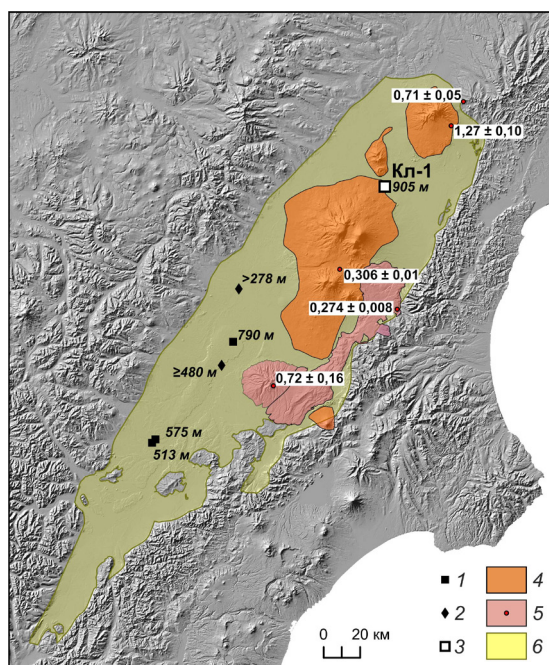 0,71 ± 0,05
1,27 ± 0,10
Кл-1
905 м
0,306 ± 0,01
>278 м
0,274 ± 0,008
790 м
≥480 м
0,72 ± 0,16
575 м
513 м
1 4
2 5
3 6
0 20 км